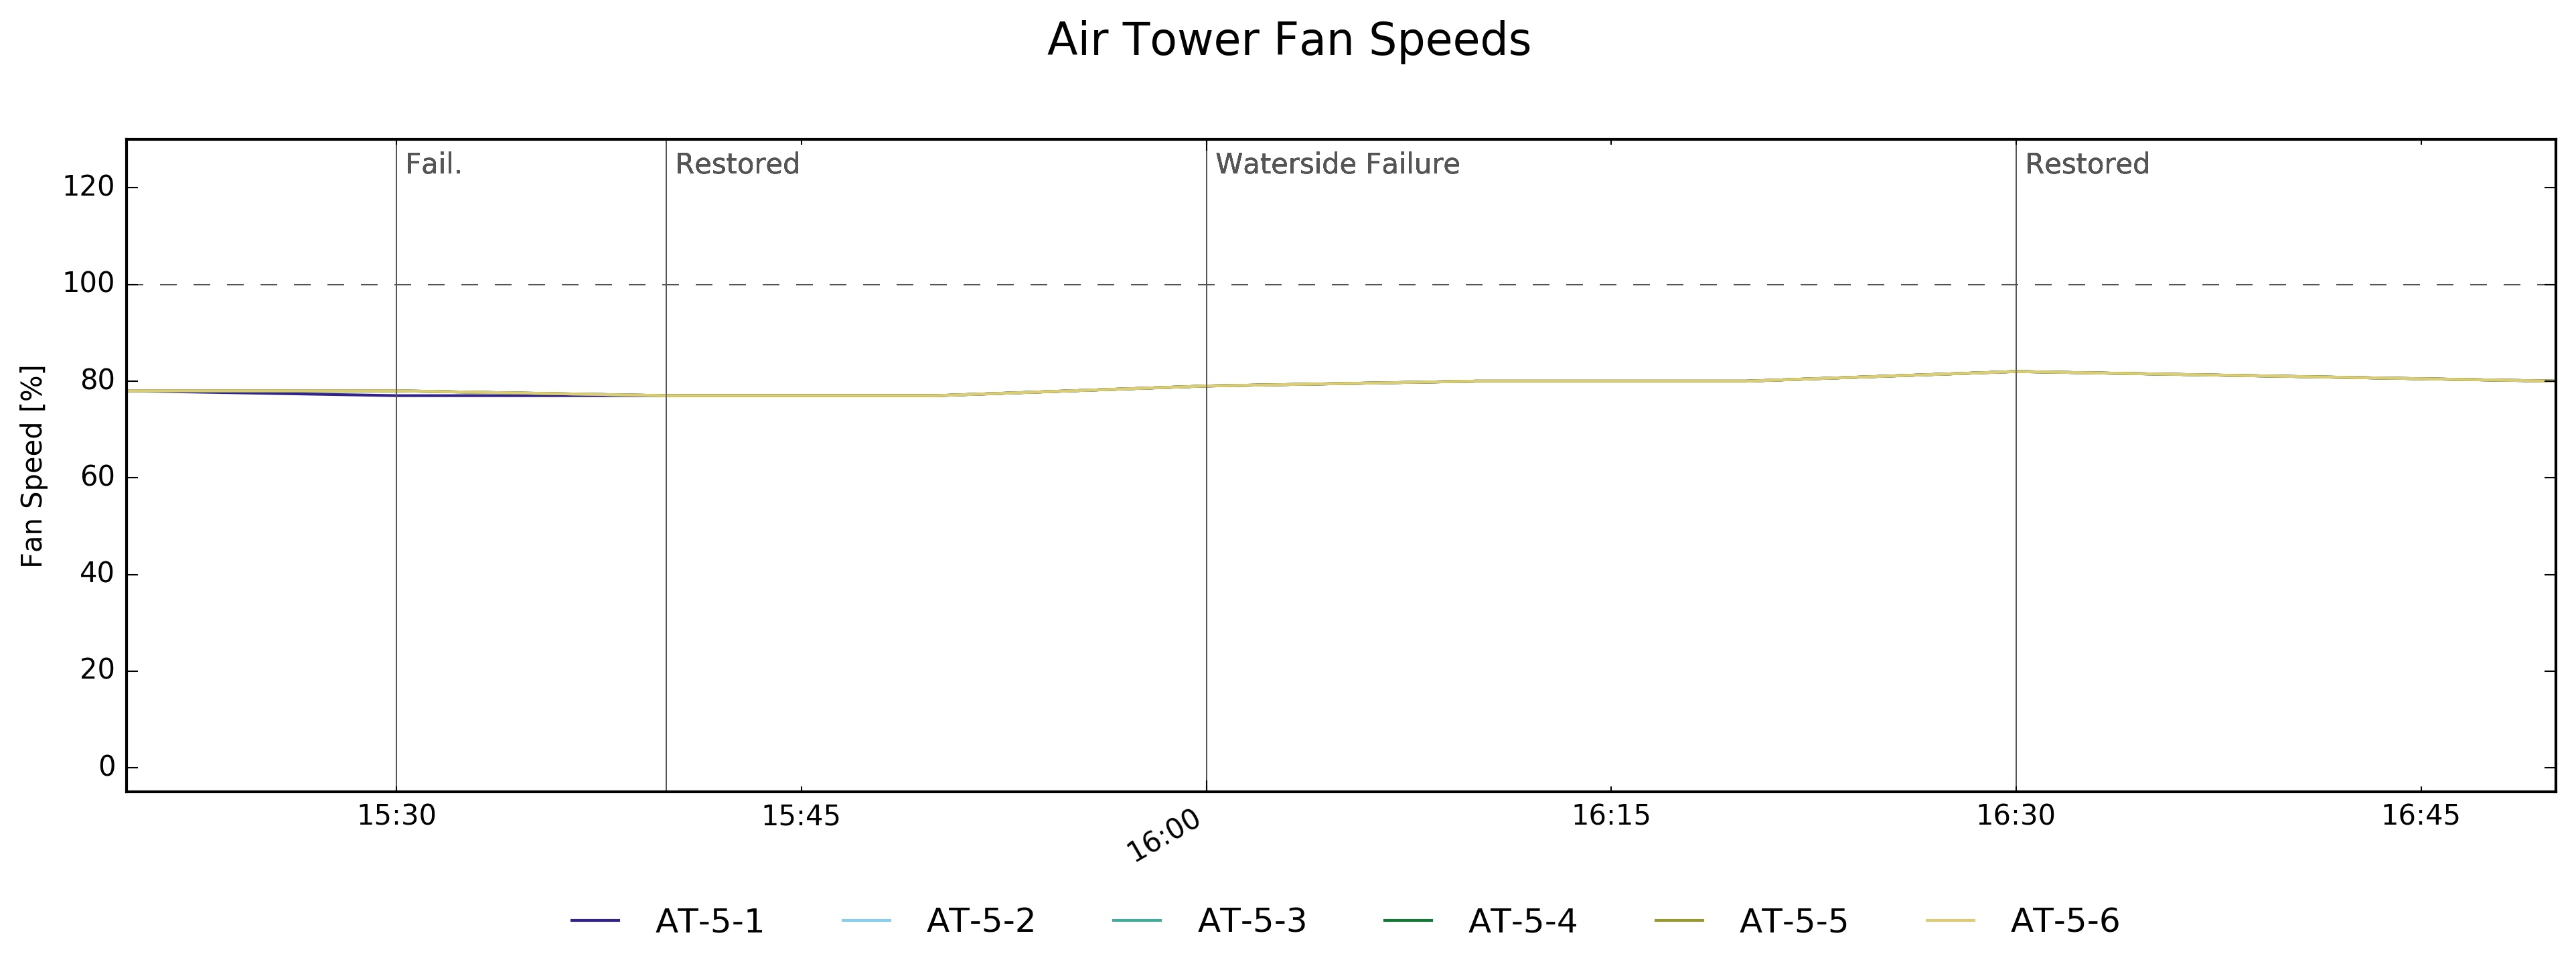 Air Tower Fan Speeds
Fail.
Restored
Waterside Failure
Restored
120
100
80
60
40
20
0
Fan Speed [%]
15:30
15:45
16:00
16:15
16:30
16:45
AT-5-1
AT-5-2
AT-5-3
AT-5-4
AT-5-5
AT-5-6